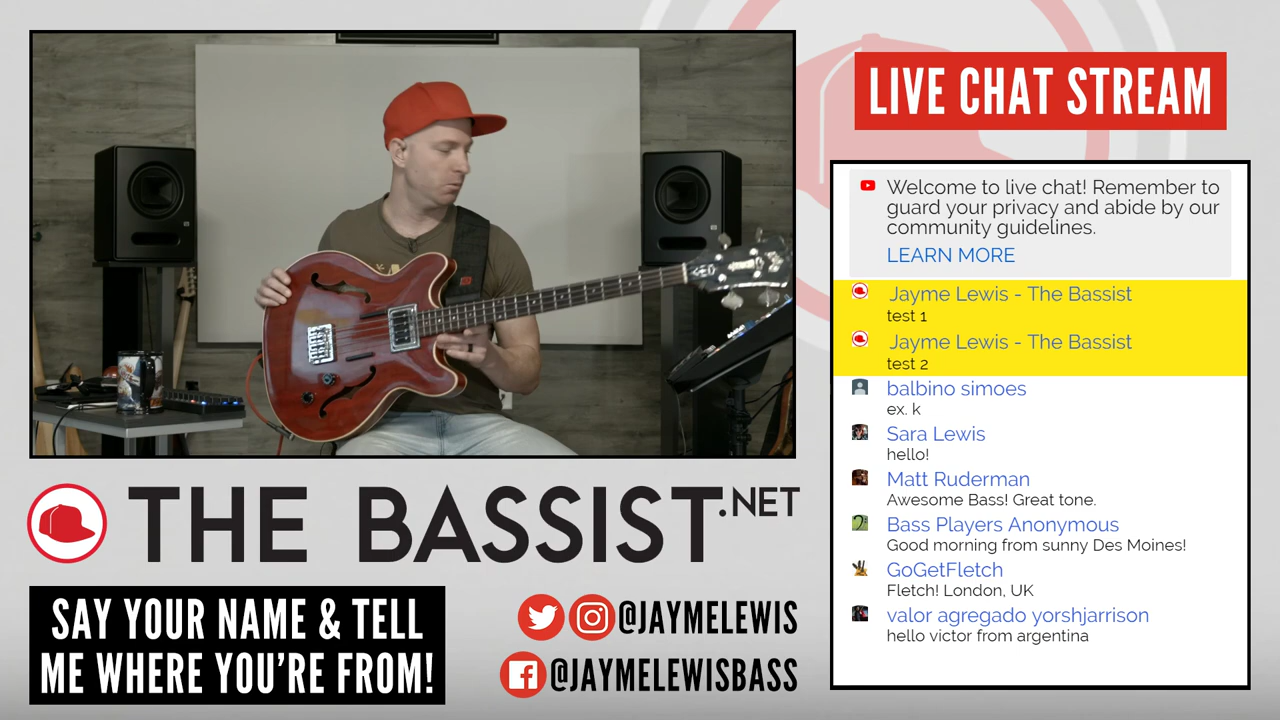 LIVE CHAT STREAM
Welcome to live chat! Remember to
guard your privacy and abide by our
community guidelines.
LEARN MORE
Jayme Lewis - The Bassist
test 1
Jayme Lewis - The Bassist
test 2
balbino simoes
ex. k
Sara Lewis
hello!
Matt Ruderman
Awesome Bass! Great tone.
Bass Players Anonymous
Good morning from sunny Des Moines!
GoGetFletch
Fletch! London, UK
valor agregado yorshjarrison
hello victor from argentina
THE BASSIST.NET
SAY YOUR NAME & TELL
ME WHERE YOU'RE FROM!
@JAYMELEWIS
@JAYMELEWISBASS